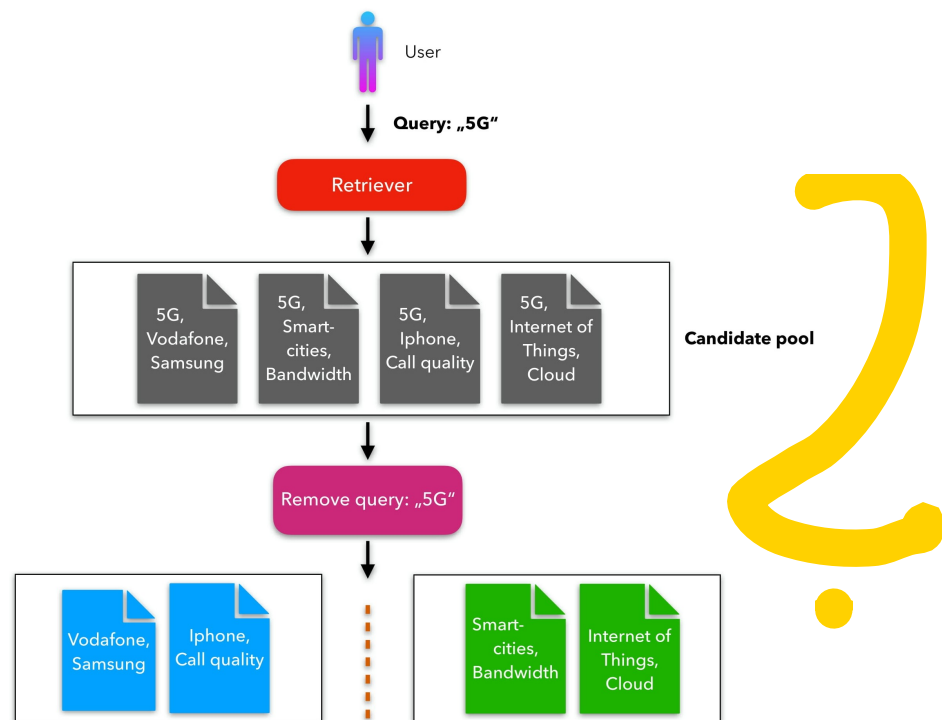 User
Query: „5G“
Retriever
5G,
Vodafone,
Samsung
5G,
Smart-
cities,
Bandwidth
5G,
Iphone,
Call quality
5G,
Internet of
Things,
Cloud
Candidate pool
Remove query: „5G“
Vodafone,
Samsung
Iphone,
Call quality
Smart-
cities,
Bandwidth
Internet of
Things,
Cloud